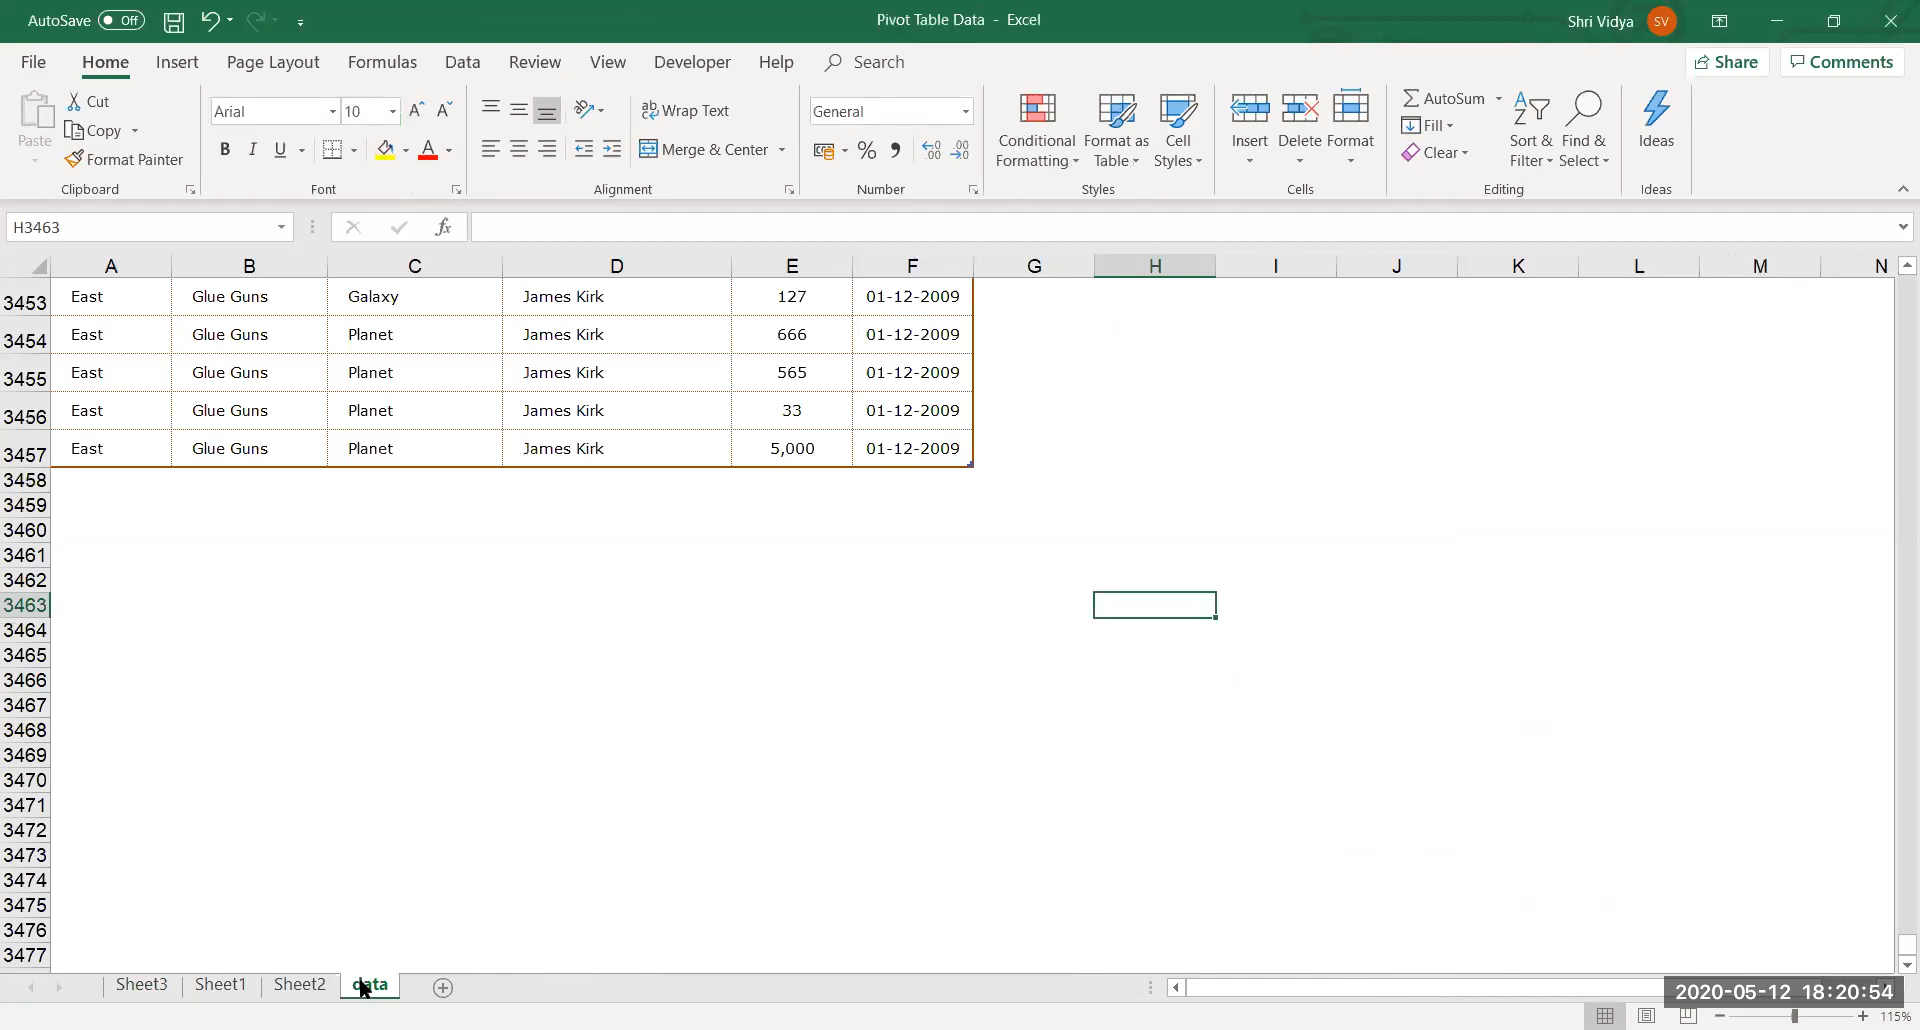 AutoSave Off Pivot Table Data - Excel Shri Vidya SV
File Home Insert Page Layout Formulas Data Review View Developer Help Search Share Comments
Paste Cut Copy Format Painter Clipboard
Arial 10 B I U A Font
Wrap Text Merge & Center Alignment
General % Number
Conditional Formatting Format as Table Cell Styles Styles
Insert Delete Format Cells
AutoSum Fill Clear Sort & Filter Find & Select Editing
Ideas Ideas
H3463 fx
A B C D E F G H I J K L M N
3453 East Glue Guns Galaxy James Kirk 127 01-12-2009
3454 East Glue Guns Planet James Kirk 666 01-12-2009
3455 East Glue Guns Planet James Kirk 565 01-12-2009
3456 East Glue Guns Planet James Kirk 33 01-12-2009
3457 East Glue Guns Planet James Kirk 5,000 01-12-2009
3458
3459
3460
3461
3462
3463
3464
3465
3466
3467
3468
3469
3470
3471
3472
3473
3474
3475
3476
3477
Sheet3 Sheet1 Sheet2 data
2020-05-12 18:20:54
115%